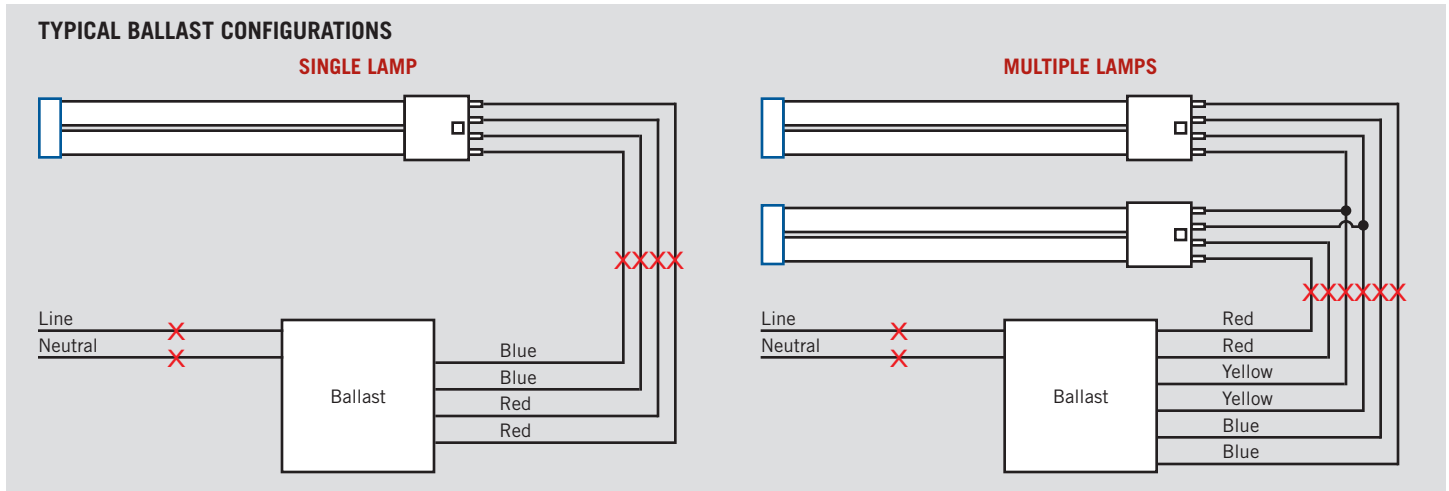 TYPICAL BALLAST CONFIGURATIONS
SINGLE LAMP
Line
Neutral
Ballast
Blue
Blue
Red
Red
MULTIPLE LAMPS
Line
Neutral
Ballast
Red
Red
Yellow
Yellow
Blue
Blue